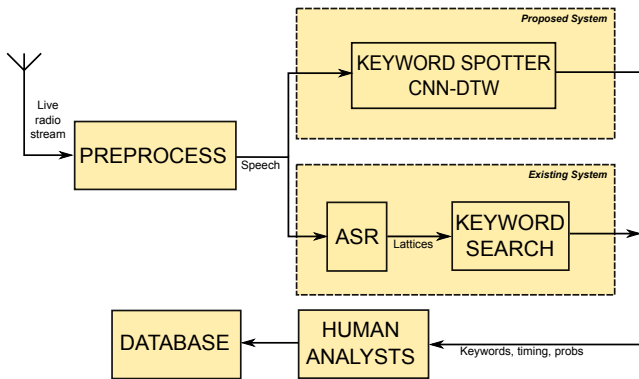 Proposed System
KEYWORD SPOTTER
CNN-DTW
Live
radio
stream
PREPROCESS
Speech
Existing System
ASR
Lattices
KEYWORD
SEARCH
DATABASE
HUMAN
ANALYSTS
Keywords, timing, probs